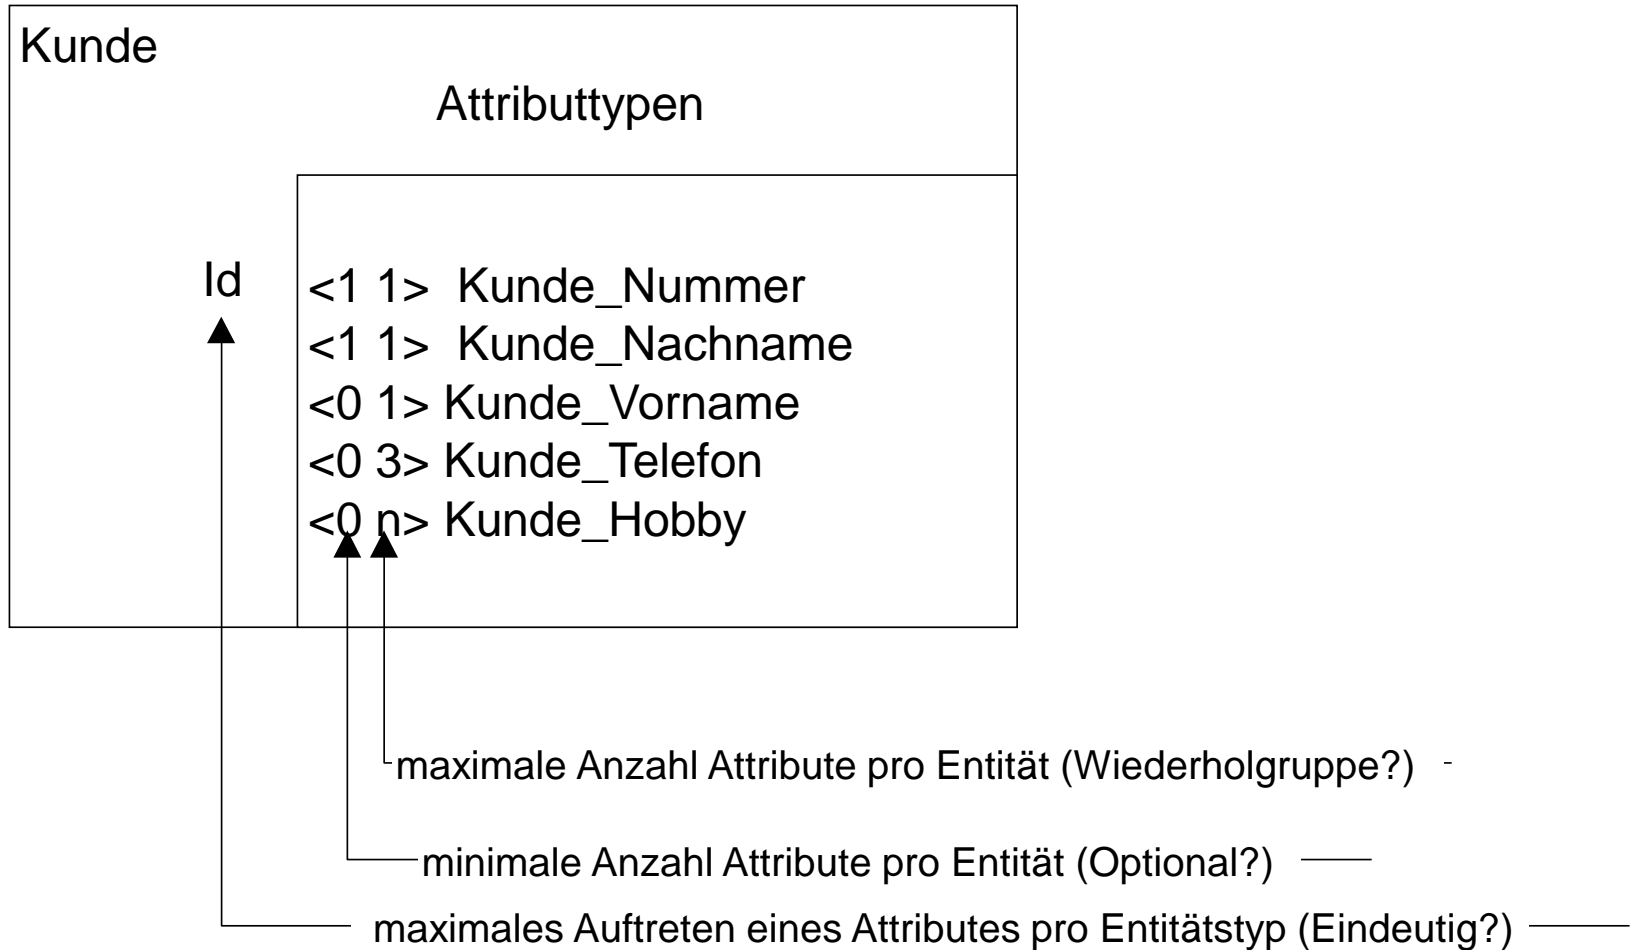 Kunde
Attributtypen
Id <1 1> Kunde_Nummer
<1 1> Kunde_Nachname
<0 1> Kunde_Vorname
<0 3> Kunde_Telefon
<0 n> Kunde_Hobby
maximale Anzahl Attribute pro Entität (Wiederholgruppe?)
minimale Anzahl Attribute pro Entität (Optional?)
maximales Auftreten eines Attributes pro Entitätstyp (Eindeutig?)